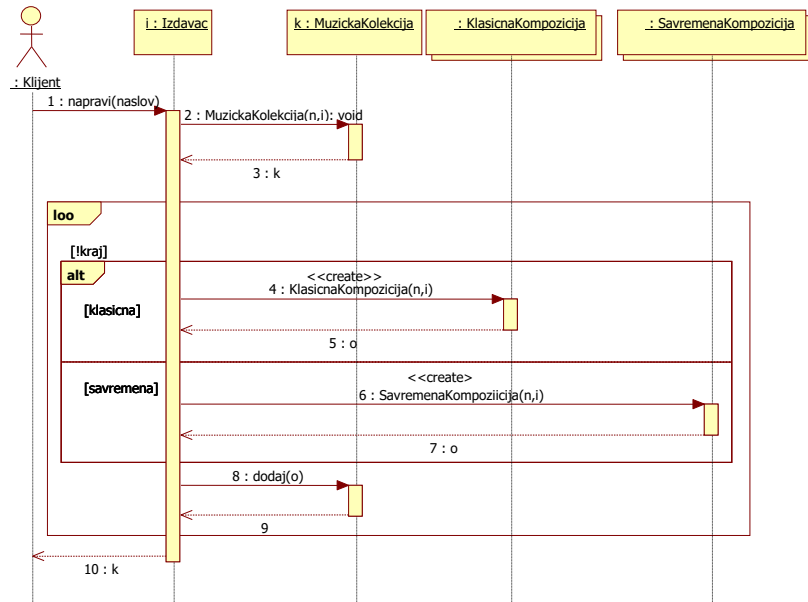 i : Izdavac
k : MuzickaKolekcija
: KlasicnaKompozicija
: SavremenaKompozicija
: Klijent
1 : napravi(naslov)
2 : MuzickaKolekcija(n,i): void
3 : k
loo
[!kraj]
alt
<<create>>
4 : KlasicnaKompozicija(n,i)
[klasicna]
5 : o
<<create>
[savremena]
6 : SavremenaKompoziicija(n,i)
7 : o
8 : dodaj(o)
9
10 : k